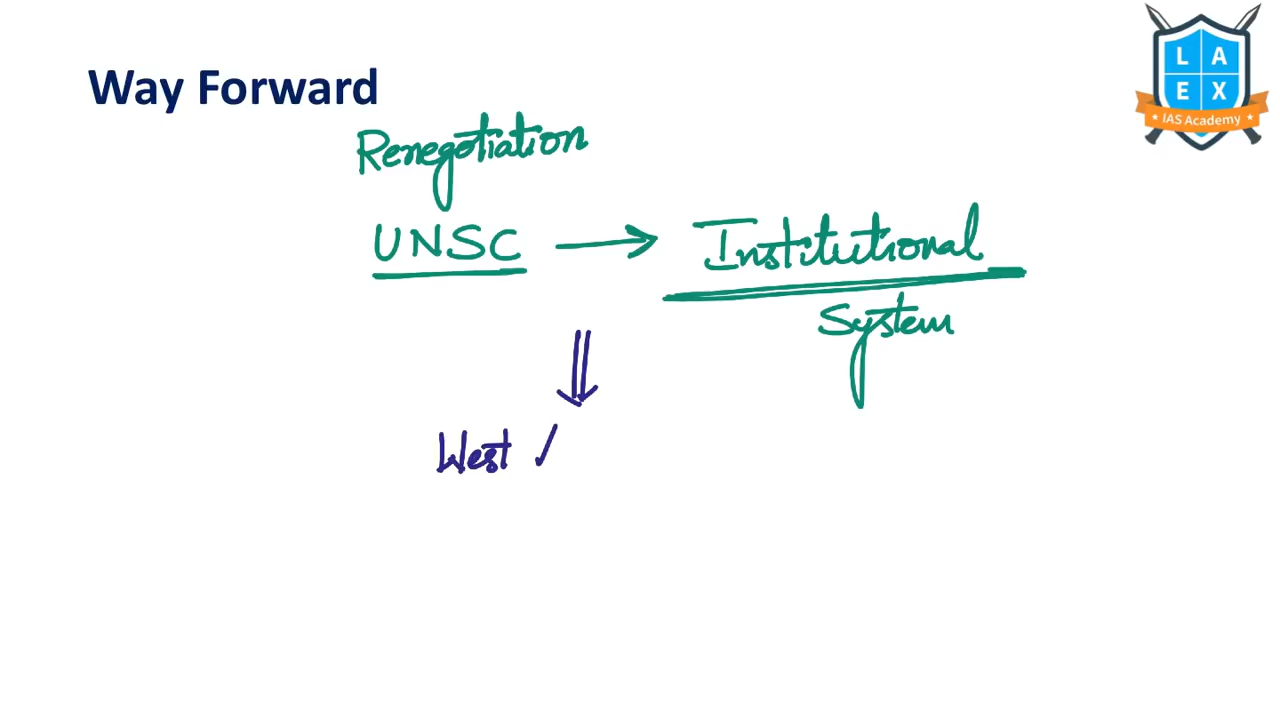 L A
E X
IAS Academy
Way Forward
Renegotiation
UNSC → Institutional
System
⇓
West ✓